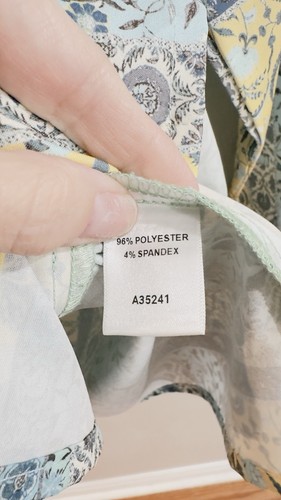 96% POLYESTER
4% SPANDEX
A35241